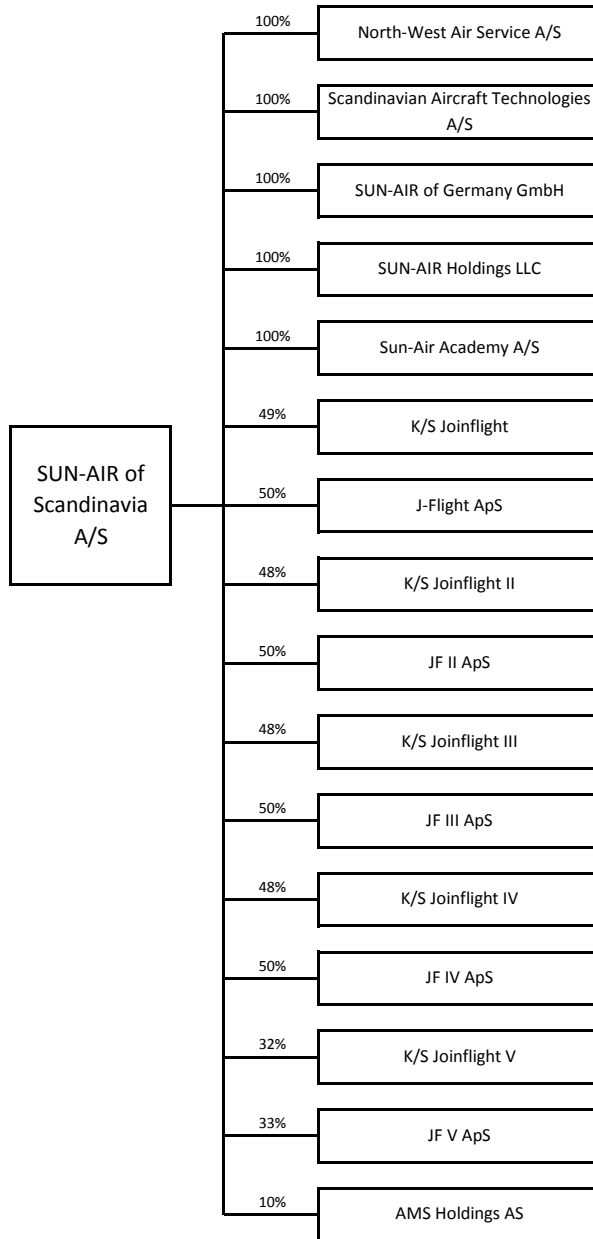 100%
North-West Air Service A/S
100%
Scandinavian Aircraft Technologies
A/S
100%
SUN-AIR of Germany GmbH
100%
SUN-AIR Holdings LLC
100%
Sun-Air Academy A/S
49%
K/S Joinflight
SUN-AIR of
Scandinavia
A/S
50%
J-Flight ApS
48%
K/S Joinflight II
50%
JF II ApS
48%
K/S Joinflight III
50%
JF III ApS
48%
K/S Joinflight IV
50%
JF IV ApS
32%
K/S Joinflight V
33%
JF V ApS
10%
AMS Holdings AS